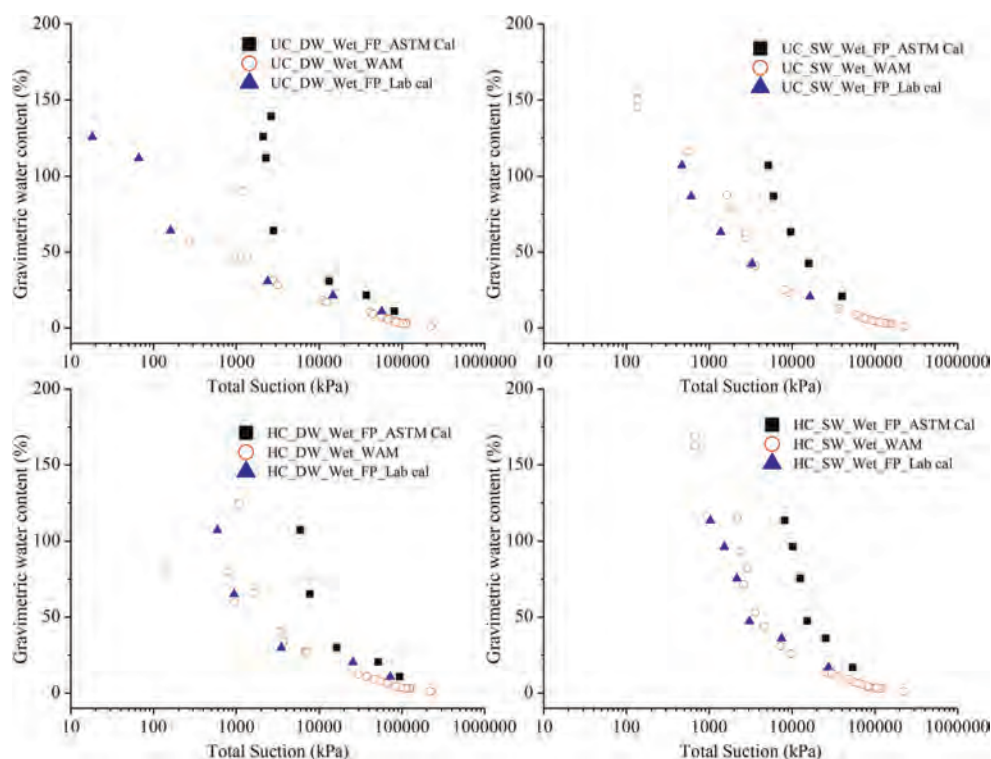 200
150
100
50
0
Gravimetric water content (%)
UC_DW_Wet_FP_ASTM Cal
UC_DW_Wet_WAM
UC_DW_Wet_FP_Lab cal
10 100 1000 10000 100000 1000000
Total Suction (kPa)
200
150
100
50
0
Gravimetric water content (%)
UC_SW_Wet_FP_ASTM Cal
UC_SW_Wet_WAM
UC_SW_Wet_FP_Lab cal
10 100 1000 10000 100000 1000000
Total Suction (kPa)
200
150
100
50
0
Gravimetric water content (%)
HC_DW_Wet_FP_ASTM Cal
HC_DW_Wet_WAM
HC_DW_Wet_FP_Lab cal
10 100 1000 10000 100000 1000000
Total Suction (kPa)
200
150
100
50
0
Gravimetric water content (%)
HC_SW_Wet_FP_ASTM Cal
HC_SW_Wet_WAM
HC_SW_Wet_FP_Lab cal
10 100 1000 10000 100000 1000000
Total Suction (kPa)